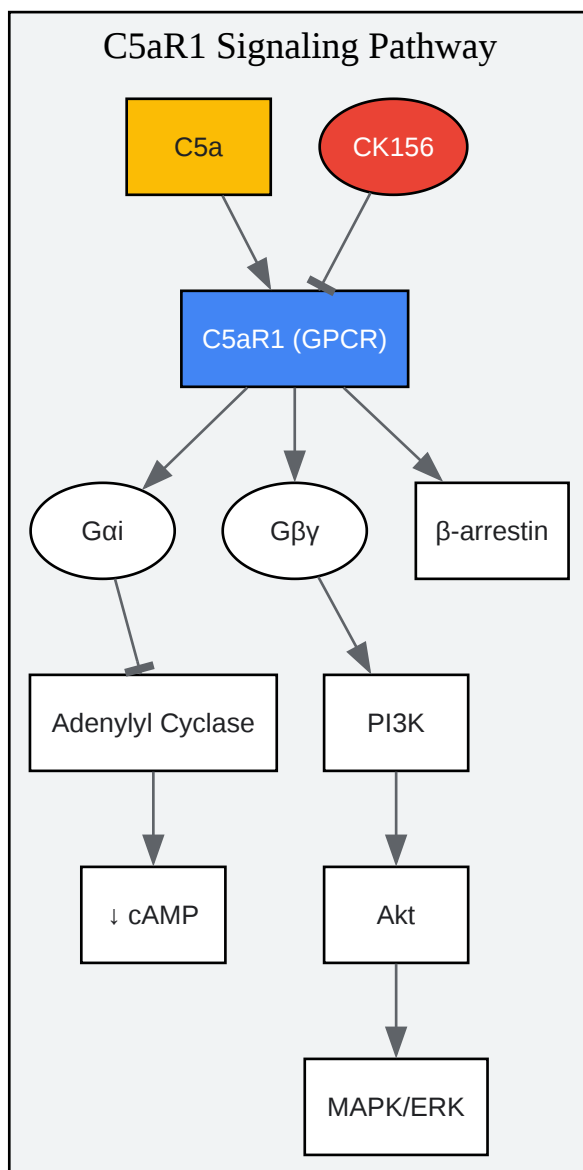 C5aR1 Signaling Pathway
C5a
CK156
C5aR1 (GPCR)
Gαi
Gβγ
β-arrestin
Adenylyl Cyclase
PI3K
↓ cAMP
Akt
MAPK/ERK